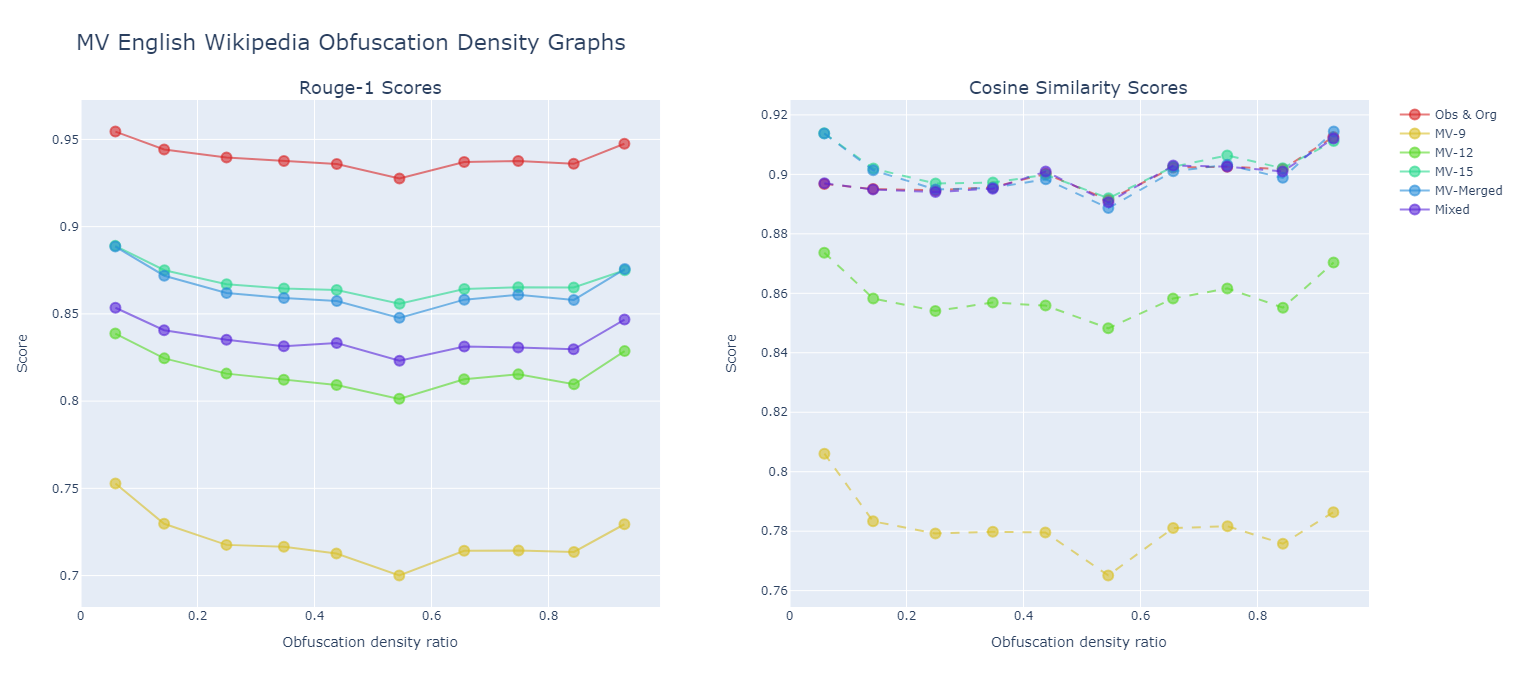 MV English Wikipedia Obfuscation Density Graphs
Rouge-1 Scores
0.95
0.9
0.85
0.8
0.75
0.7
Score
0
0.2
0.4
0.6
0.8
Obfuscation density ratio
Cosine Similarity Scores
0.92
0.9
0.88
0.86
0.84
0.82
0.8
0.78
0.76
Score
0
0.2
0.4
0.6
0.8
Obfuscation density ratio
Obs & Org
MV-9
MV-12
MV-15
MV-Merged
Mixed